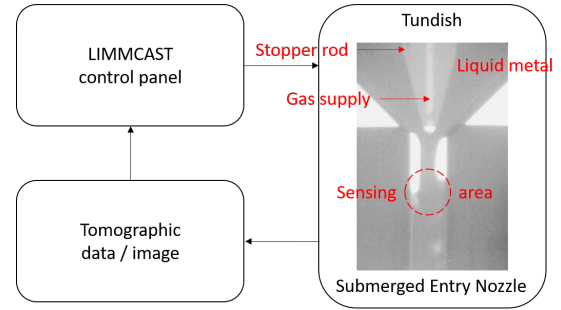 Tundish
LIMMCAST
control panel
Stopper rod
Liquid metal
Gas supply
Sensing area
Tomographic
data / image
Submerged Entry Nozzle